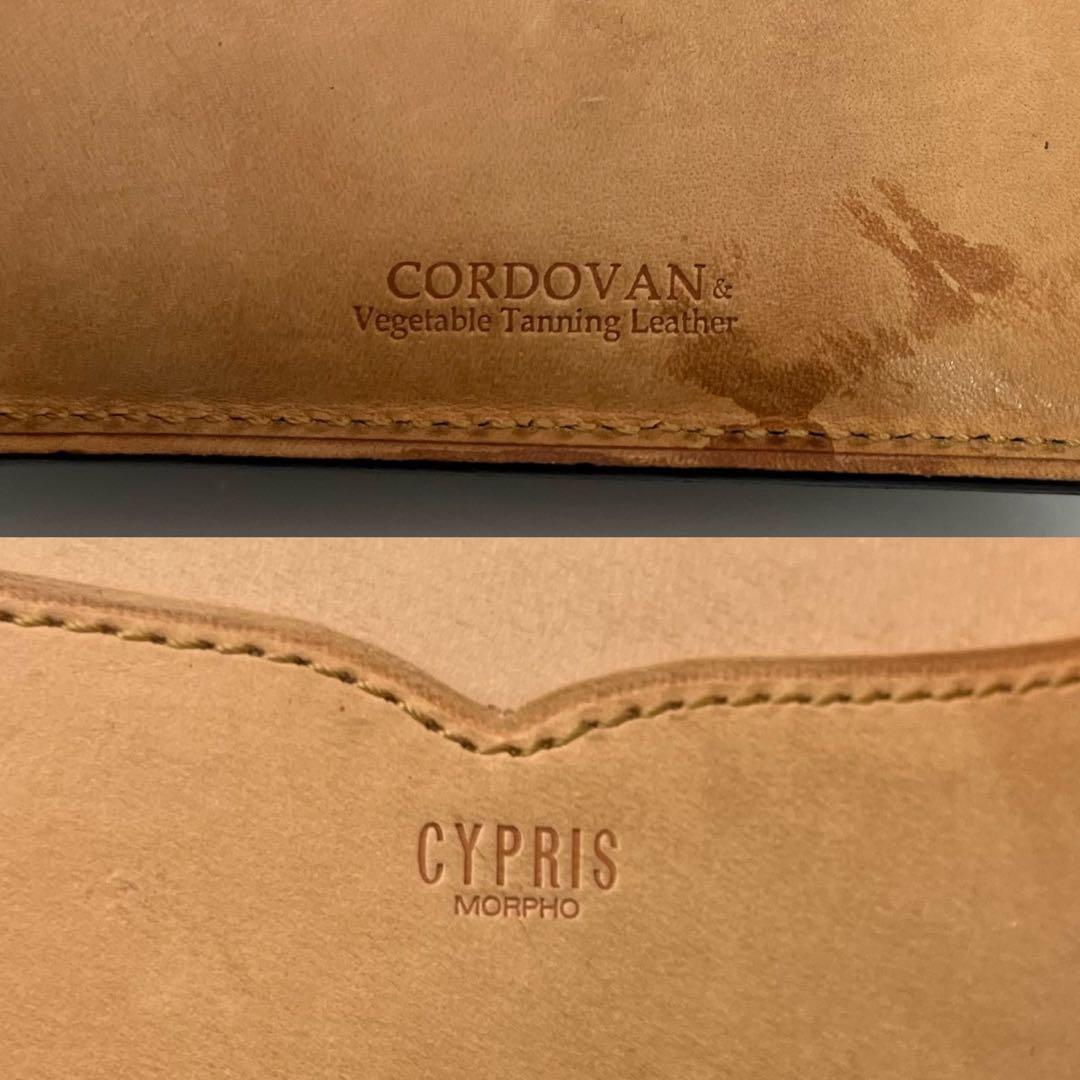 CORDOVAN &
Vegetable Tanning Leather
CYPRIS
MORPHO